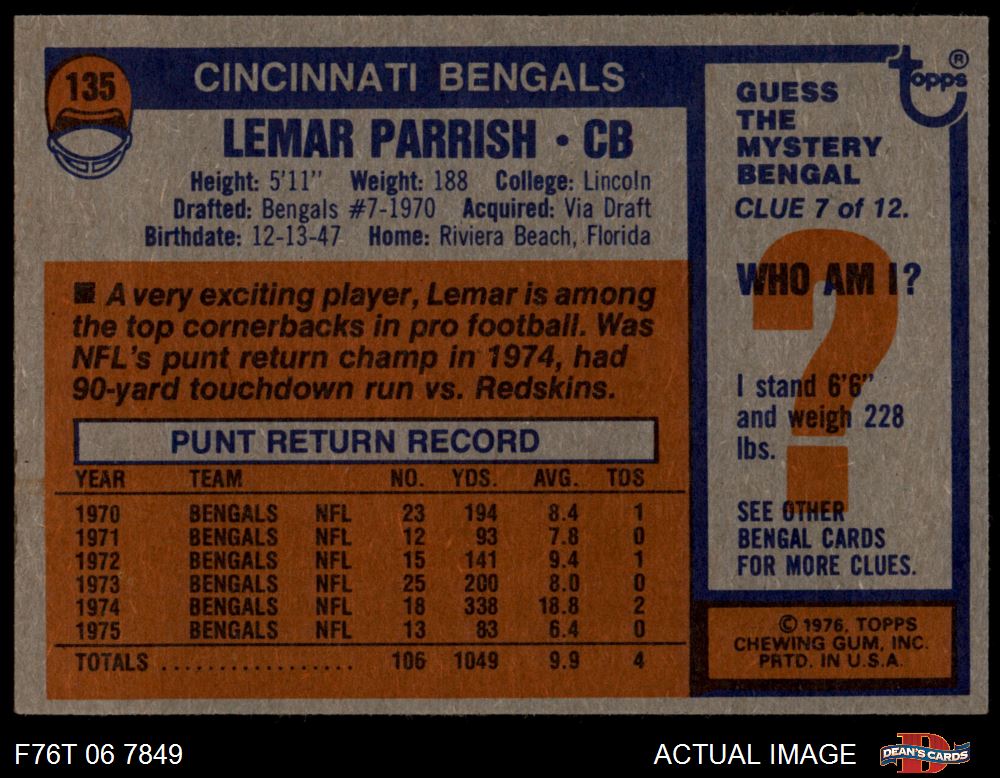 135
CINCINNATI BENGALS
LEMAR PARRISH • CB
Height: 5'11" Weight: 188 College: Lincoln
Drafted: Bengals #7-1970 Acquired: Via Draft
Birthdate: 12-13-47 Home: Riviera Beach, Florida
■ A very exciting player, Lemar is among
the top cornerbacks in pro football. Was
NFL's punt return champ in 1974, had
90-yard touchdown run vs. Redskins.
PUNT RETURN RECORD
YEAR TEAM NO. YDS. AVG. TDS
1970 BENGALS NFL 23 194 8.4 1
1971 BENGALS NFL 12 93 7.8 0
1972 BENGALS NFL 15 141 9.4 1
1973 BENGALS NFL 25 200 8.0 0
1974 BENGALS NFL 18 338 18.8 2
1975 BENGALS NFL 13 83 6.4 0
TOTALS .................. 106 1049 9.9 4
topps ®
GUESS
THE
MYSTERY
BENGAL
CLUE 7 of 12.
WHO AM I?
?
I stand 6'6"
and weigh 228
lbs.
SEE OTHER
BENGAL CARDS
FOR MORE CLUES.
© 1976, TOPPS
CHEWING GUM, INC.
PRTD. IN U.S.A.
F76T 06 7849
ACTUAL IMAGE
D
DEAN'S CARDS